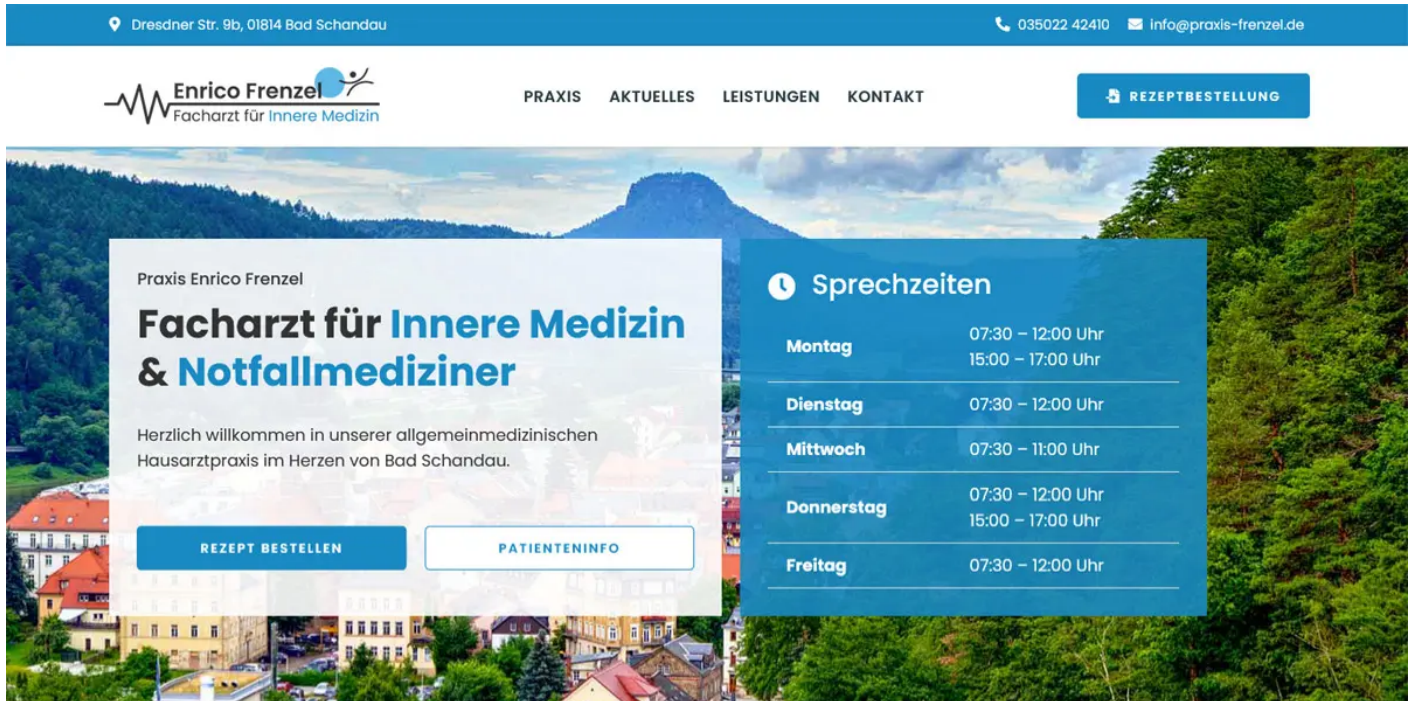 Dresdner Str. 9b, 01814 Bad Schandau
035022 42410
info@praxis-frenzel.de
Enrico Frenzel
Facharzt für Innere Medizin
PRAXIS
AKTUELLES
LEISTUNGEN
KONTAKT
REZEPTBESTELLUNG
Praxis Enrico Frenzel
Facharzt für Innere Medizin
& Notfallmediziner
Herzlich willkommen in unserer allgemeinmedizinischen
Hausarztpraxis im Herzen von Bad Schandau.
REZEPT BESTELLEN
PATIENTENINFO
Sprechzeiten
Montag
07:30 – 12:00 Uhr
15:00 – 17:00 Uhr
Dienstag
07:30 – 12:00 Uhr
Mittwoch
07:30 – 11:00 Uhr
Donnerstag
07:30 – 12:00 Uhr
15:00 – 17:00 Uhr
Freitag
07:30 – 12:00 Uhr